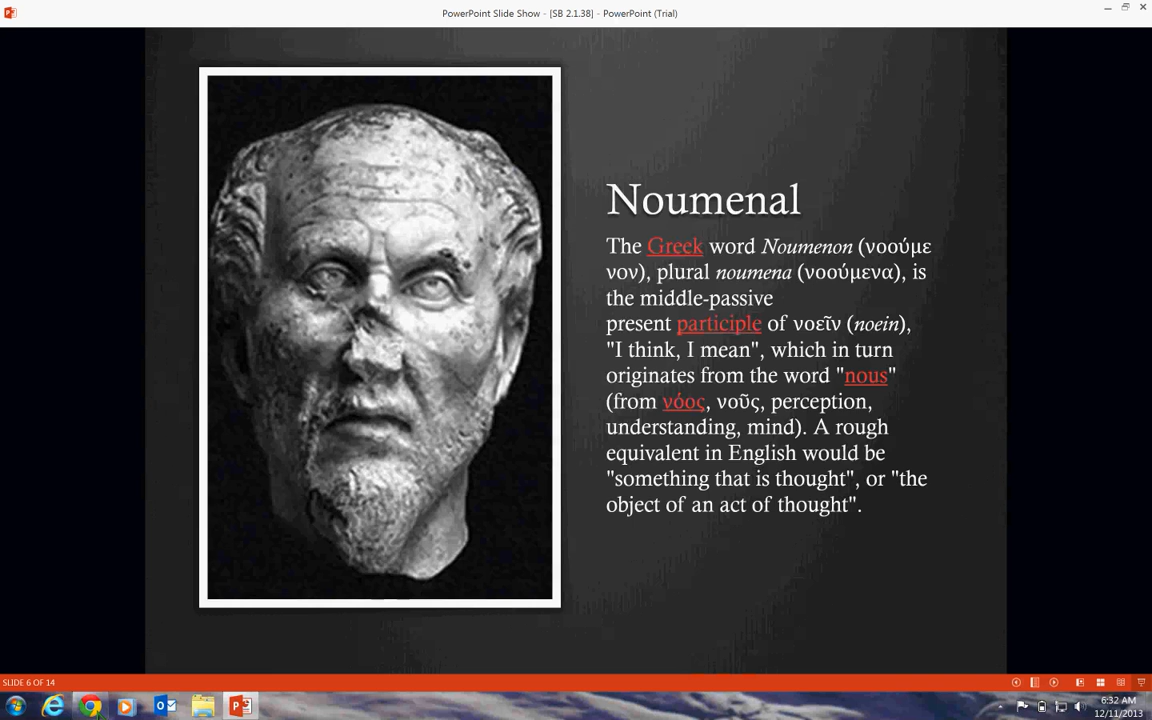 PowerPoint Slide Show - [SB 2.1.38] - PowerPoint (Trial)
Noumenal
The Greek word Noumenon (νοούμε
νον), plural noumena (νοούμενα), is
the middle-passive
present participle of νοεῖν (noein),
"I think, I mean", which in turn
originates from the word "nous"
(from νόος, νοῦς, perception,
understanding, mind). A rough
equivalent in English would be
"something that is thought", or "the
object of an act of thought".
SLIDE 6 OF 14
6:32 AM
12/11/2013